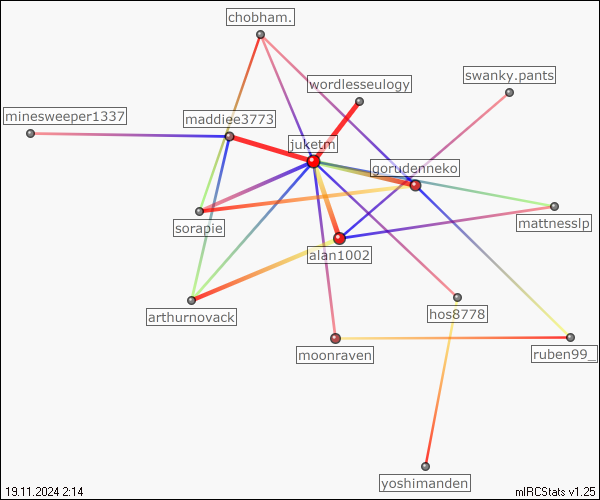 chobham.
swanky.pants
wordlesseulogy
minesweeper1337
maddiee3773
juketm
gorudenneko
sorapie
mattnesslp
alan1002
arthurnovack
hos8778
moonraven
ruben99_
yoshimanden
19.11.2024 2:14
mIRCStats v1.25